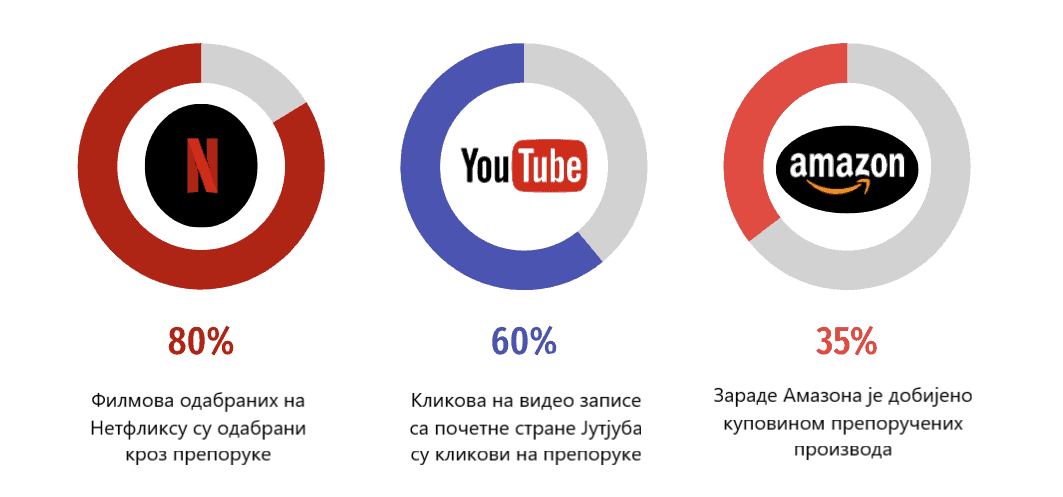 N
YouTube
amazon
80%
60%
35%
Филмова одабраних на
Нетфликсу су одабрани
кроз препоруке
Кликова на видео записе
са почетне стране Јутјуба
су кликови на препоруке
Зараде Амазона је добијено
куповином препоручених
производа